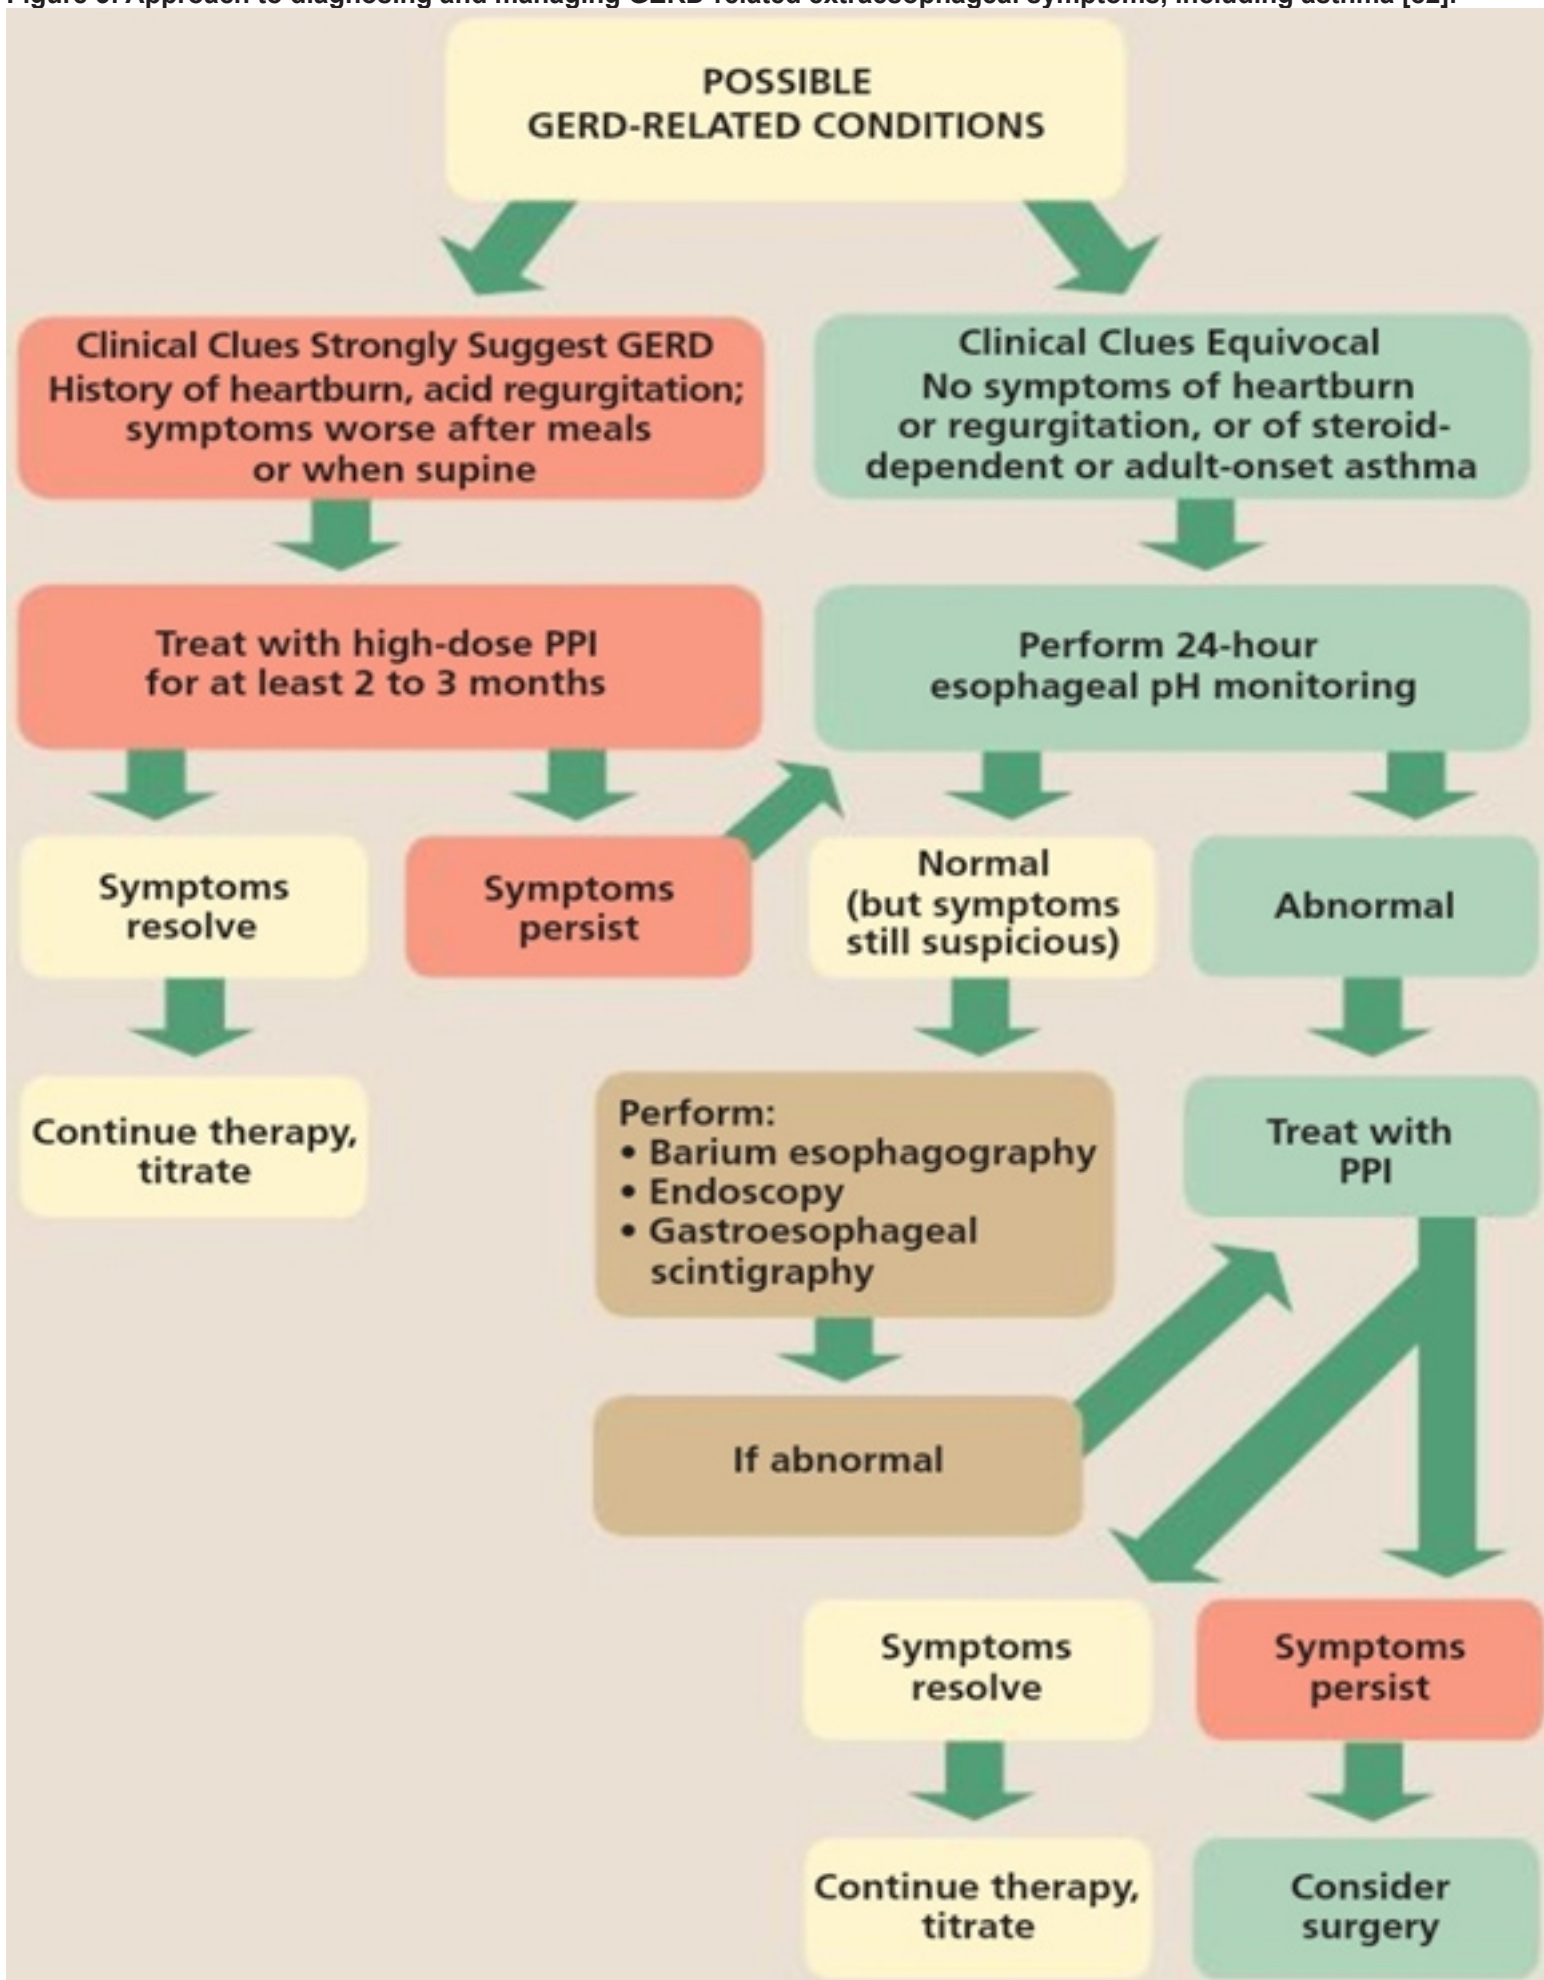 POSSIBLE
GERD-RELATED CONDITIONS
Clinical Clues Strongly Suggest GERD
History of heartburn, acid regurgitation;
symptoms worse after meals
or when supine
Clinical Clues Equivocal
No symptoms of heartburn
or regurgitation, or of steroid-
dependent or adult-onset asthma
Treat with high-dose PPI
for at least 2 to 3 months
Perform 24-hour
esophageal pH monitoring
Symptoms
resolve
Symptoms
persist
Normal
(but symptoms
still suspicious)
Abnormal
Continue therapy,
titrate
Perform:
• Barium esophagography
• Endoscopy
• Gastroesophageal
scintigraphy
Treat with
PPI
If abnormal
Symptoms
resolve
Symptoms
persist
Continue therapy,
titrate
Consider
surgery